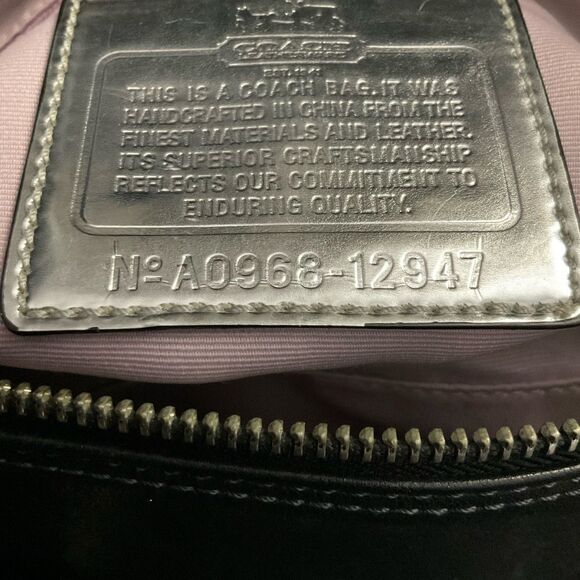 COACH
EST. 1941
THIS IS A COACH BAG. IT WAS
HANDCRAFTED IN CHINA FROM THE
FINEST MATERIALS AND LEATHER.
ITS SUPERIOR CRAFTSMANSHIP
REFLECTS OUR COMMITMENT TO
ENDURING QUALITY.
Nº A0968-12947